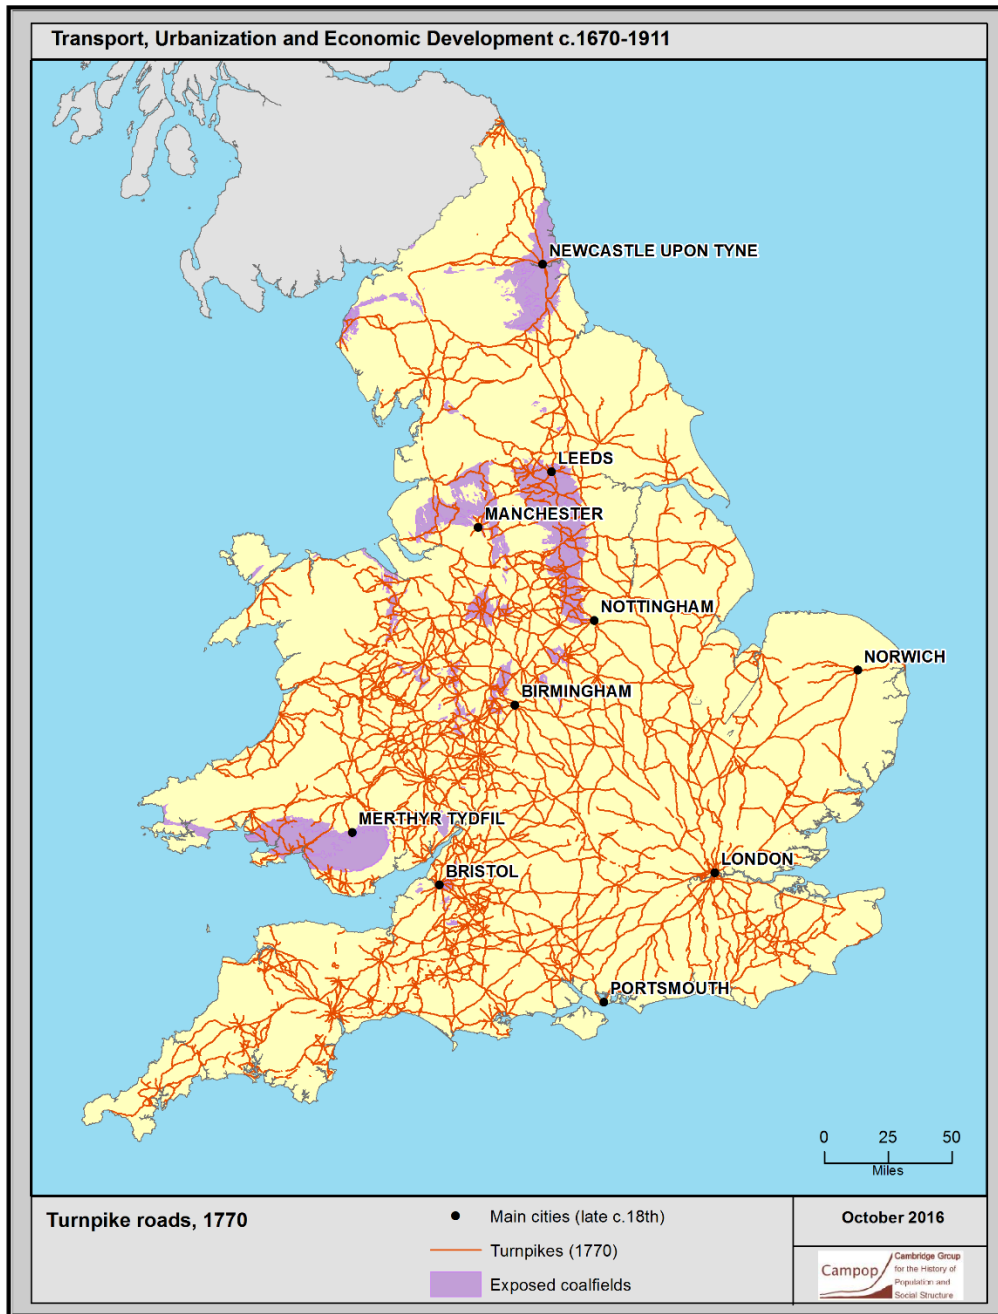 Transport, Urbanization and Economic Development c.1670-1911
NEWCASTLE UPON TYNE
LEEDS
MANCHESTER
NOTTINGHAM
NORWICH
BIRMINGHAM
MERTHYR TYDFIL
LONDON
BRISTOL
PORTSMOUTH
0 25 50
Miles
Turnpike roads, 1770
Main cities (late c.18th)
Turnpikes (1770)
Exposed coalfields
October 2016
Campop
Cambridge Group
for the History of
Population and
Social Structure